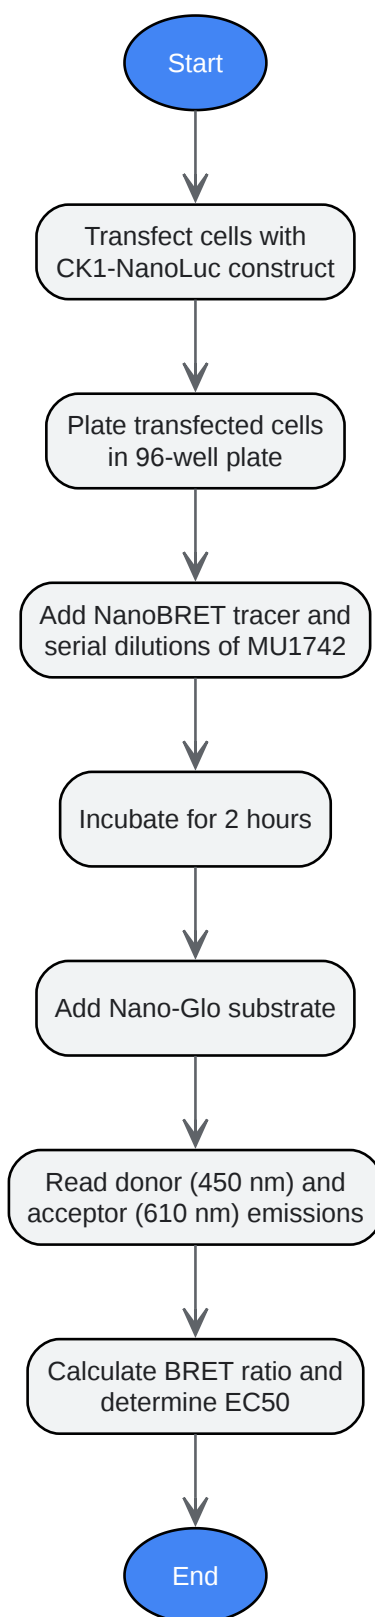 Start
Transfect cells with
CK1-NanoLuc construct
Plate transfected cells
in 96-well plate
Add NanoBRET tracer and
serial dilutions of MU1742
Incubate for 2 hours
Add Nano-Glo substrate
Read donor (450 nm) and
acceptor (610 nm) emissions
Calculate BRET ratio and
determine EC50
End